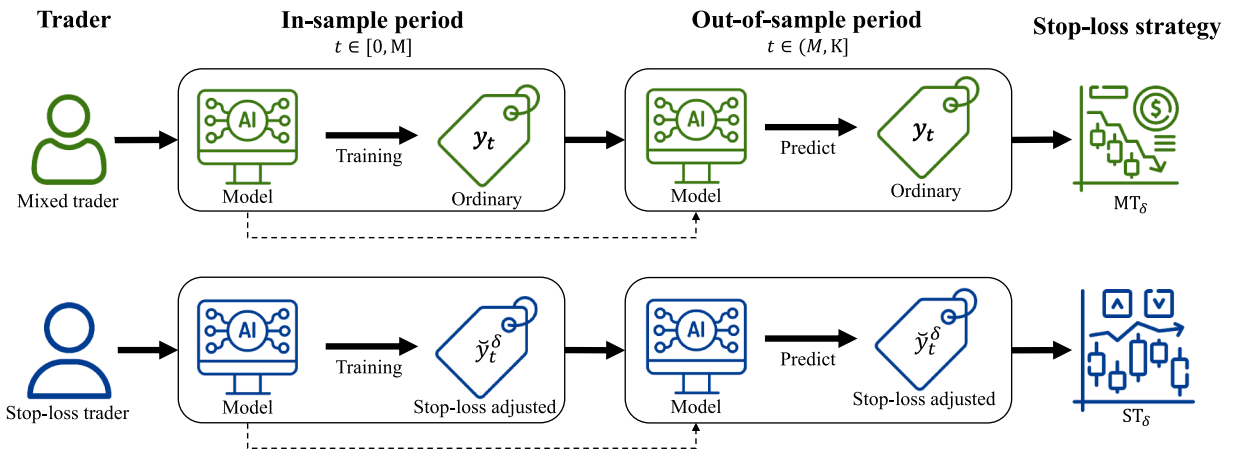 Trader
In-sample period
t ∈ [0, M]
Out-of-sample period
t ∈ (M, K]
Stop-loss strategy
AI
Training
y_t
AI
Predict
y_t
$
Mixed trader
Model
Ordinary
Model
Ordinary
MT_δ
AI
Training
y̆_t^δ
AI
Predict
y̆_t^δ
Stop-loss trader
Model
Stop-loss adjusted
Model
Stop-loss adjusted
ST_δ